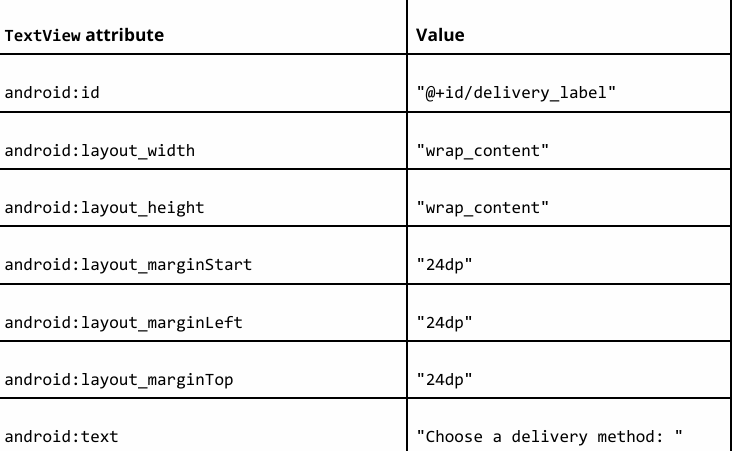 TextView attribute Value
android:id "@+id/delivery_label"
android:layout_width "wrap_content"
android:layout_height "wrap_content"
android:layout_marginStart "24dp"
android:layout_marginLeft "24dp"
android:layout_marginTop "24dp"
android:text "Choose a delivery method: "